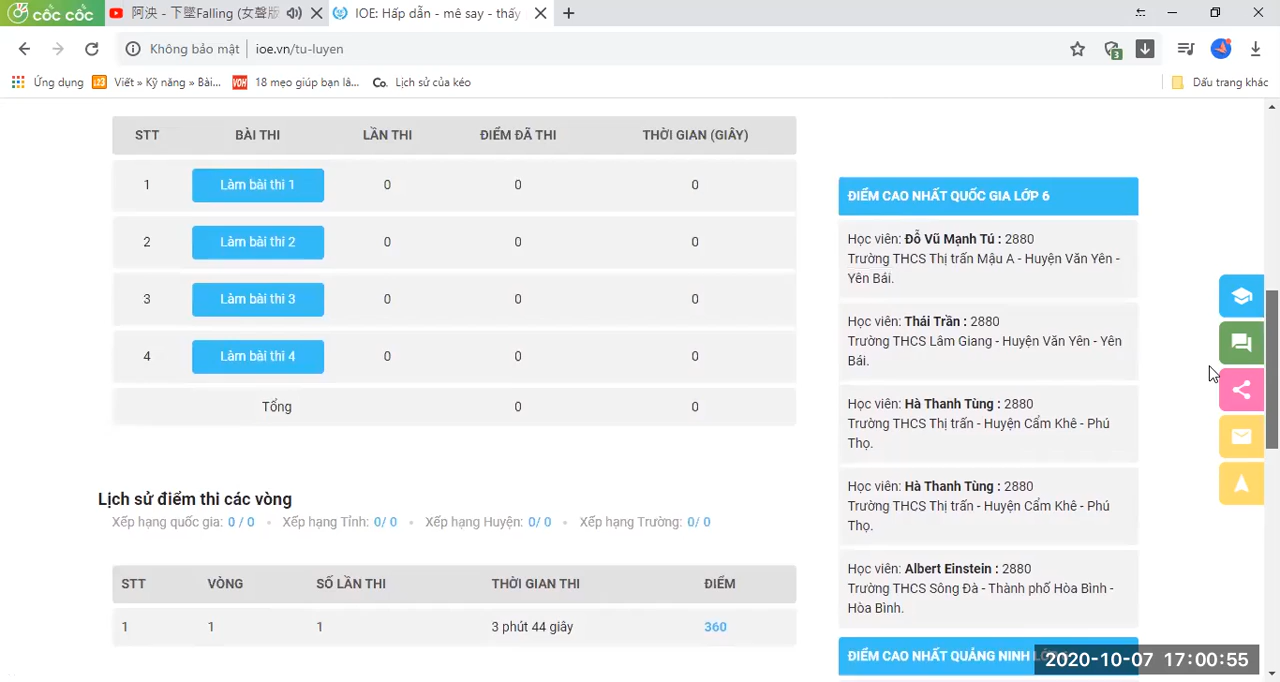 cốc cốc
阿泱 - 下墜Falling (女聲版
IOE: Hấp dẫn - mê say - thấy
Không bảo mật
ioe.vn/tu-luyen
3
Ứng dụng
Viết » Kỹ năng » Bài...
VOH
18 mẹo giúp bạn lâ...
Co.
Lịch sử của kéo
Dấu trang khác
STT BÀI THI LẦN THI ĐIỂM ĐÃ THI THỜI GIAN (GIÂY)
1 Làm bài thi 1 0 0 0
2 Làm bài thi 2 0 0 0
3 Làm bài thi 3 0 0 0
4 Làm bài thi 4 0 0 0
Tổng 0 0
Lịch sử điểm thi các vòng
Xếp hạng quốc gia: 0 / 0 • Xếp hạng Tỉnh: 0/ 0 • Xếp hạng Huyện: 0/ 0 • Xếp hạng Trường: 0/ 0
STT VÒNG SỐ LẦN THI THỜI GIAN THI ĐIỂM
1 1 1 3 phút 44 giây 360
ĐIỂM CAO NHẤT QUỐC GIA LỚP 6
Học viên: Đỗ Vũ Mạnh Tú : 2880
Trường THCS Thị trấn Mậu A - Huyện Văn Yên -
Yên Bái.
Học viên: Thái Trần : 2880
Trường THCS Lâm Giang - Huyện Văn Yên - Yên
Bái.
Học viên: Hà Thanh Tùng : 2880
Trường THCS Thị trấn - Huyện Cẩm Khê - Phú
Thọ.
Học viên: Hà Thanh Tùng : 2880
Trường THCS Thị trấn - Huyện Cẩm Khê - Phú
Thọ.
Học viên: Albert Einstein : 2880
Trường THCS Sông Đà - Thành phố Hòa Bình -
Hòa Bình.
ĐIỂM CAO NHẤT QUẢNG NINH
2020-10-07 17:00:55